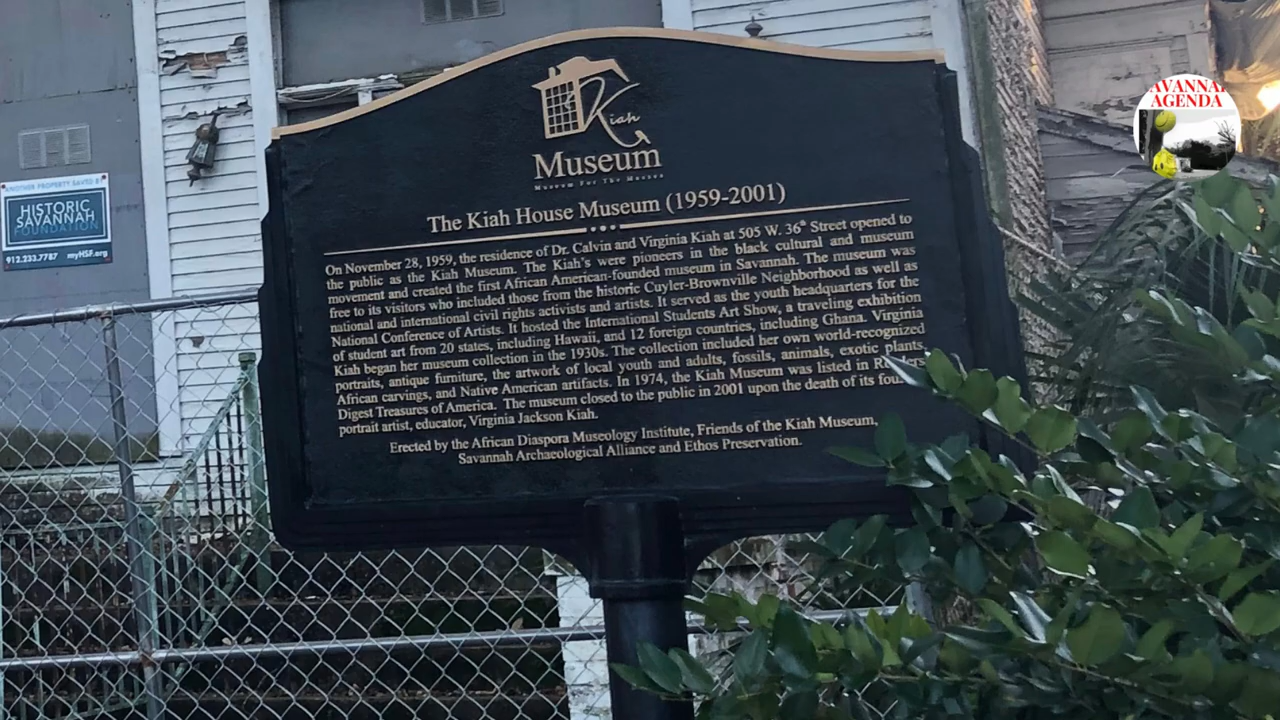 Kiah
Museum
Museum For The Masses
The Kiah House Museum (1959-2001)
On November 28, 1959, the residence of Dr. Calvin and Virginia Kiah at 505 W. 36th Street opened to
the public as the Kiah Museum. The Kiah's were pioneers in the black cultural and museum
movement and created the first African American-founded museum in Savannah. The museum was
free to its visitors who included those from the historic Cuyler-Brownville Neighborhood as well as
national and international civil rights activists and artists. It served as the youth headquarters for the
National Conference of Artists. It hosted the International Students Art Show, a traveling exhibition
of student art from 20 states, including Hawaii, and 12 foreign countries, including Ghana. Virginia
Kiah began her museum collection in the 1930s. The collection included her own world-recognized
portraits, antique furniture, the artwork of local youth and adults, fossils, animals, exotic plants,
African carvings, and Native American artifacts. In 1974, the Kiah Museum was listed in
Digest Treasures of America. The museum closed to the public in 2001 upon the death of its
portrait artist, educator, Virginia Jackson Kiah.
Erected by the African Diaspora Museology Institute, Friends of the Kiah Museum,
Savannah Archaeological Alliance and Ethos Preservation.
ANOTHER PROPERTY SAVED BY
HISTORIC
SAVANNAH
FOUNDATION
912.233.7787 myHSF.org
AVANNA
AGENDA